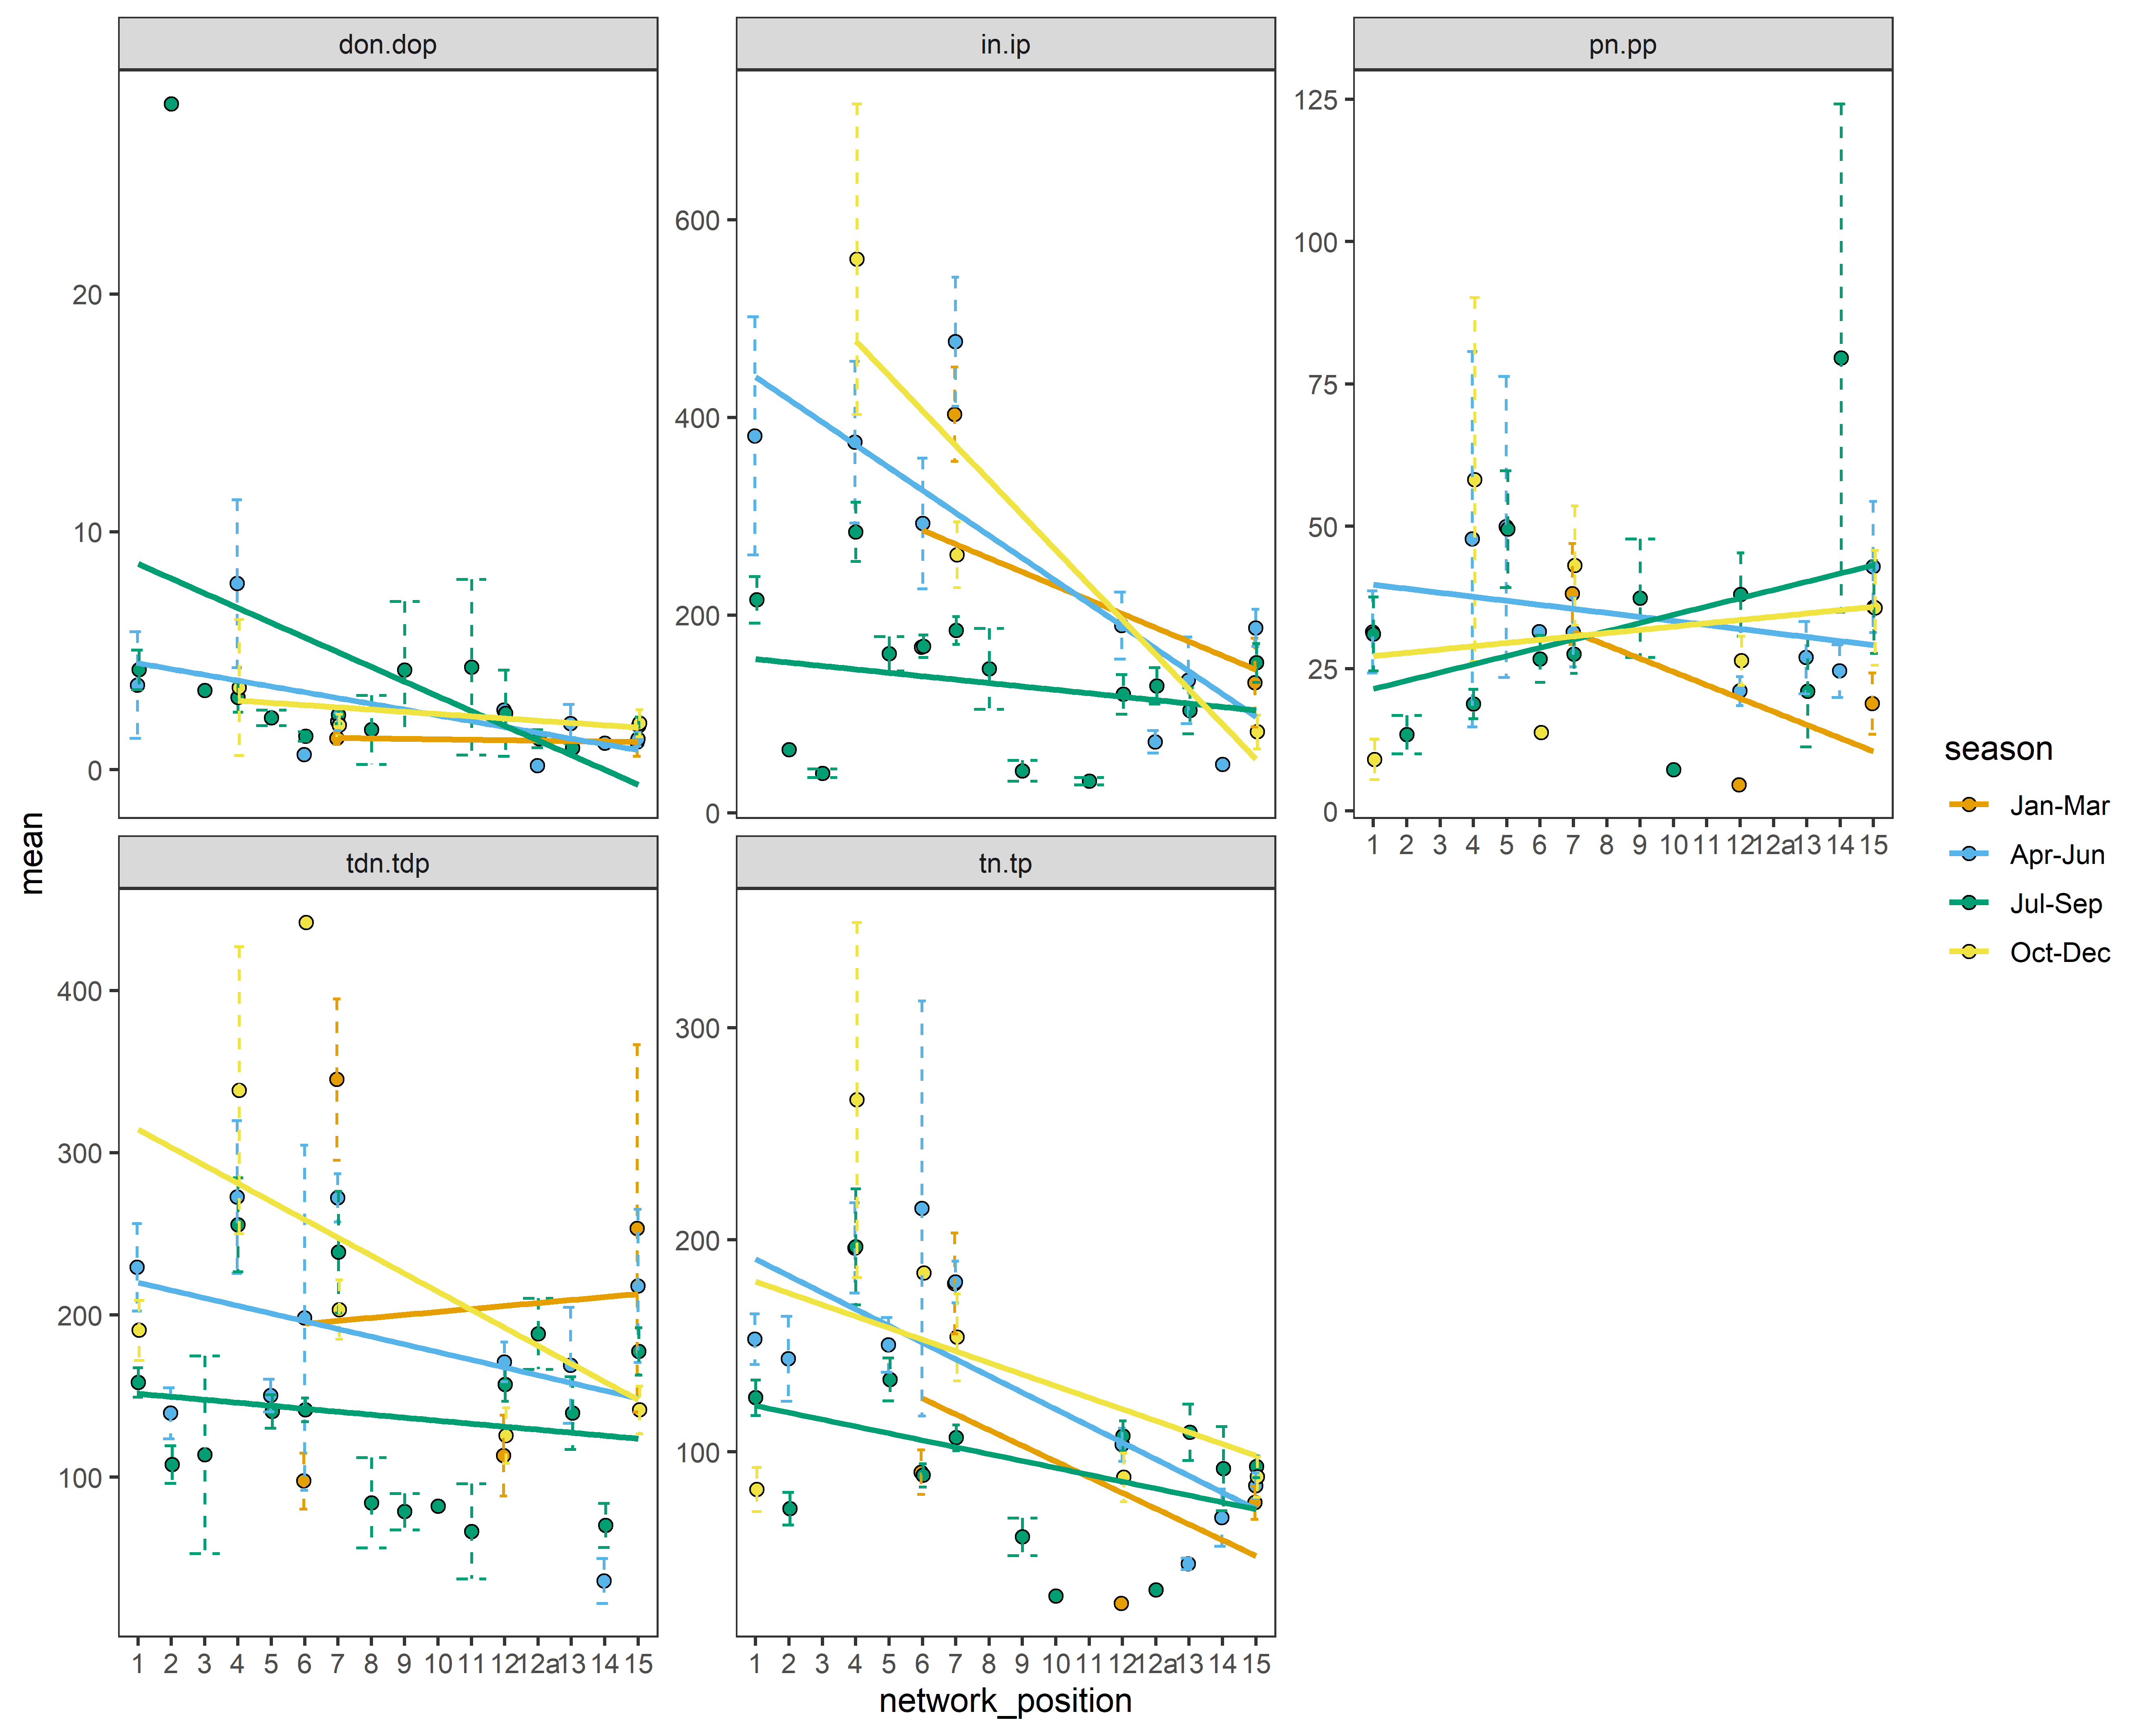 don.dop
in.ip
pn.pp
20
10
0
600
400
200
0
125
100
75
50
25
0
1 2 3 4 5 6 7 8 9 10 11 12 12a 13 14 15
mean
tdn.tdp
tn.tp
400
300
200
100
300
200
100
1 2 3 4 5 6 7 8 9 10 11 12 12a 13 14 15
1 2 3 4 5 6 7 8 9 10 11 12 12a 13 14 15
network_position
season
Jan-Mar
Apr-Jun
Jul-Sep
Oct-Dec